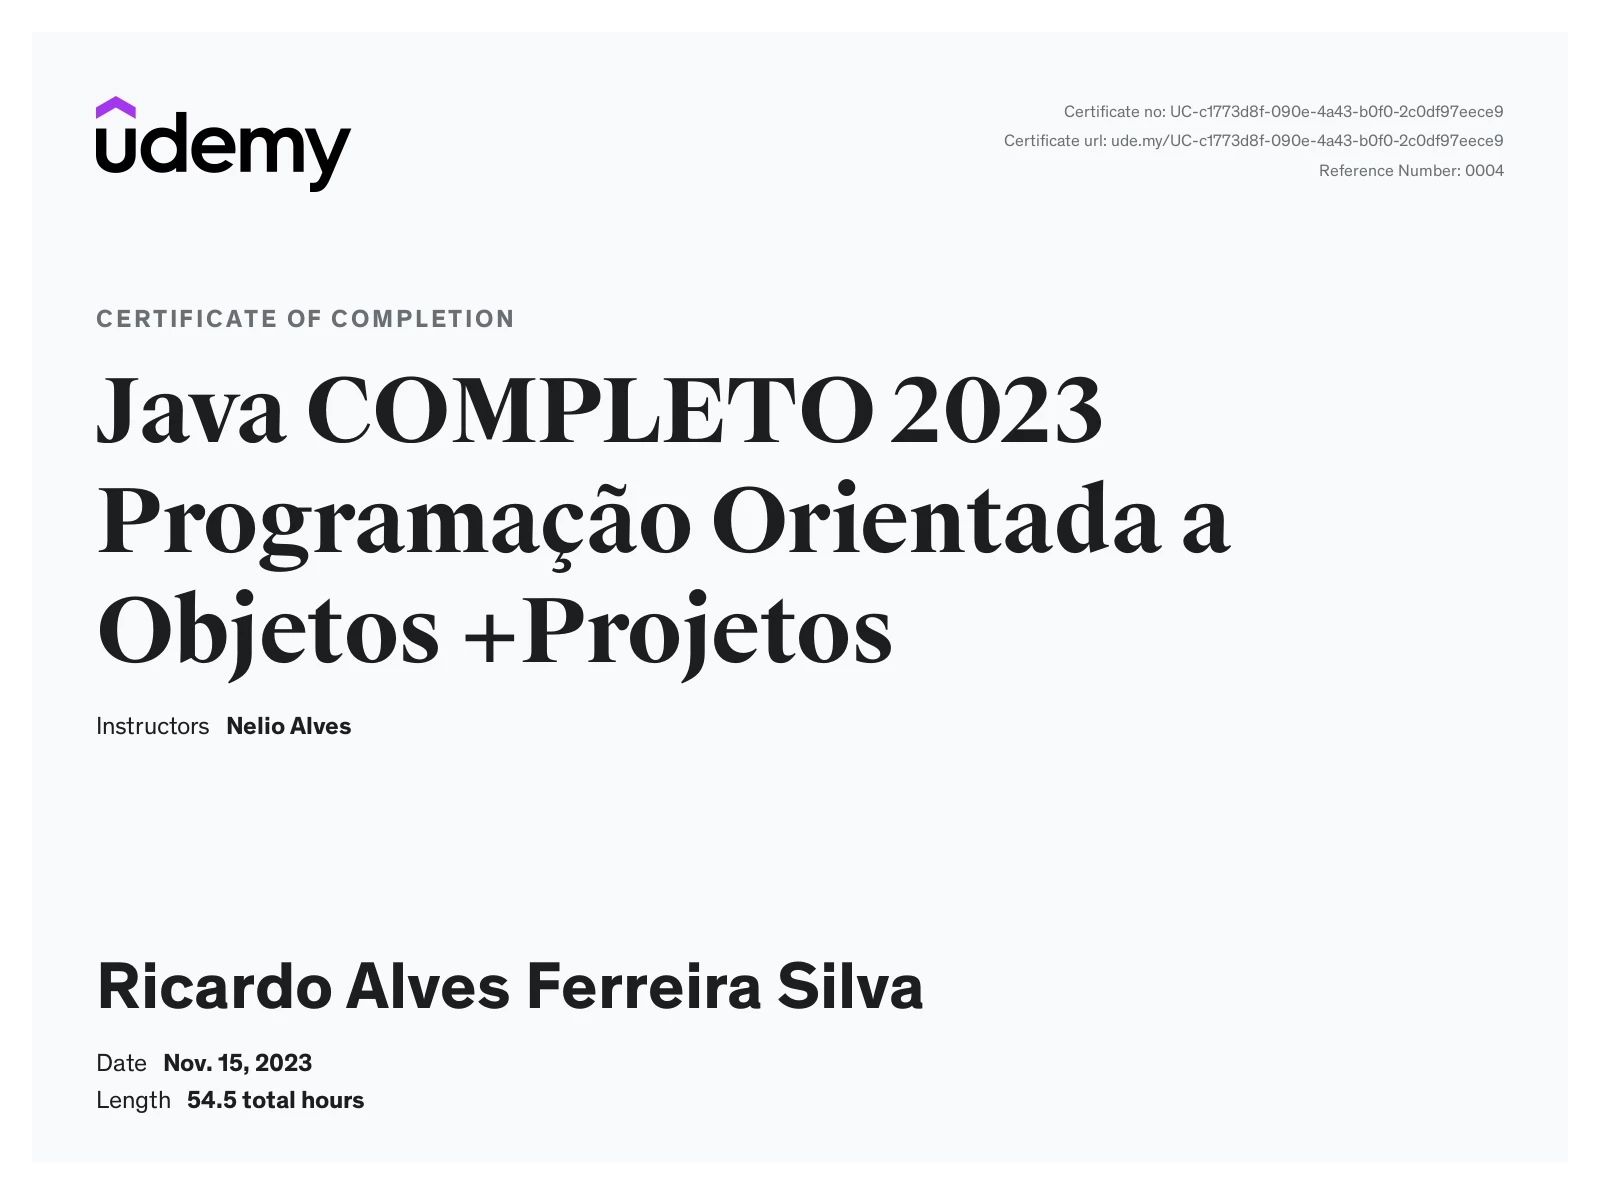 udemy
Certificate no: UC-c1773d8f-090e-4a43-b0f0-2c0df97eece9
Certificate url: ude.my/UC-c1773d8f-090e-4a43-b0f0-2c0df97eece9
Reference Number: 0004
CERTIFICATE OF COMPLETION
Java COMPLETO 2023
Programação Orientada a
Objetos +Projetos
Instructors Nelio Alves
Ricardo Alves Ferreira Silva
Date Nov. 15, 2023
Length 54.5 total hours